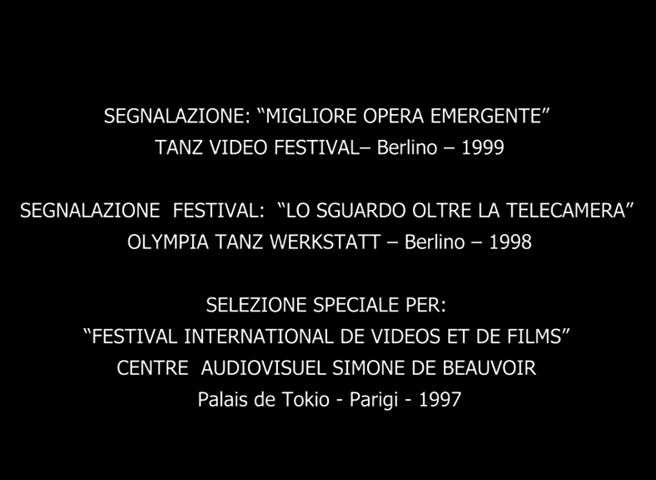 SEGNALAZIONE: “MIGLIORE OPERA EMERGENTE”
TANZ VIDEO FESTIVAL– Berlino – 1999
SEGNALAZIONE  FESTIVAL:  “LO SGUARDO OLTRE LA TELECAMERA”
OLYMPIA TANZ WERKSTATT – Berlino – 1998
SELEZIONE SPECIALE PER:
“FESTIVAL INTERNATIONAL DE VIDEOS ET DE FILMS”
CENTRE  AUDIOVISUEL SIMONE DE BEAUVOIR
Palais de Tokio - Parigi - 1997